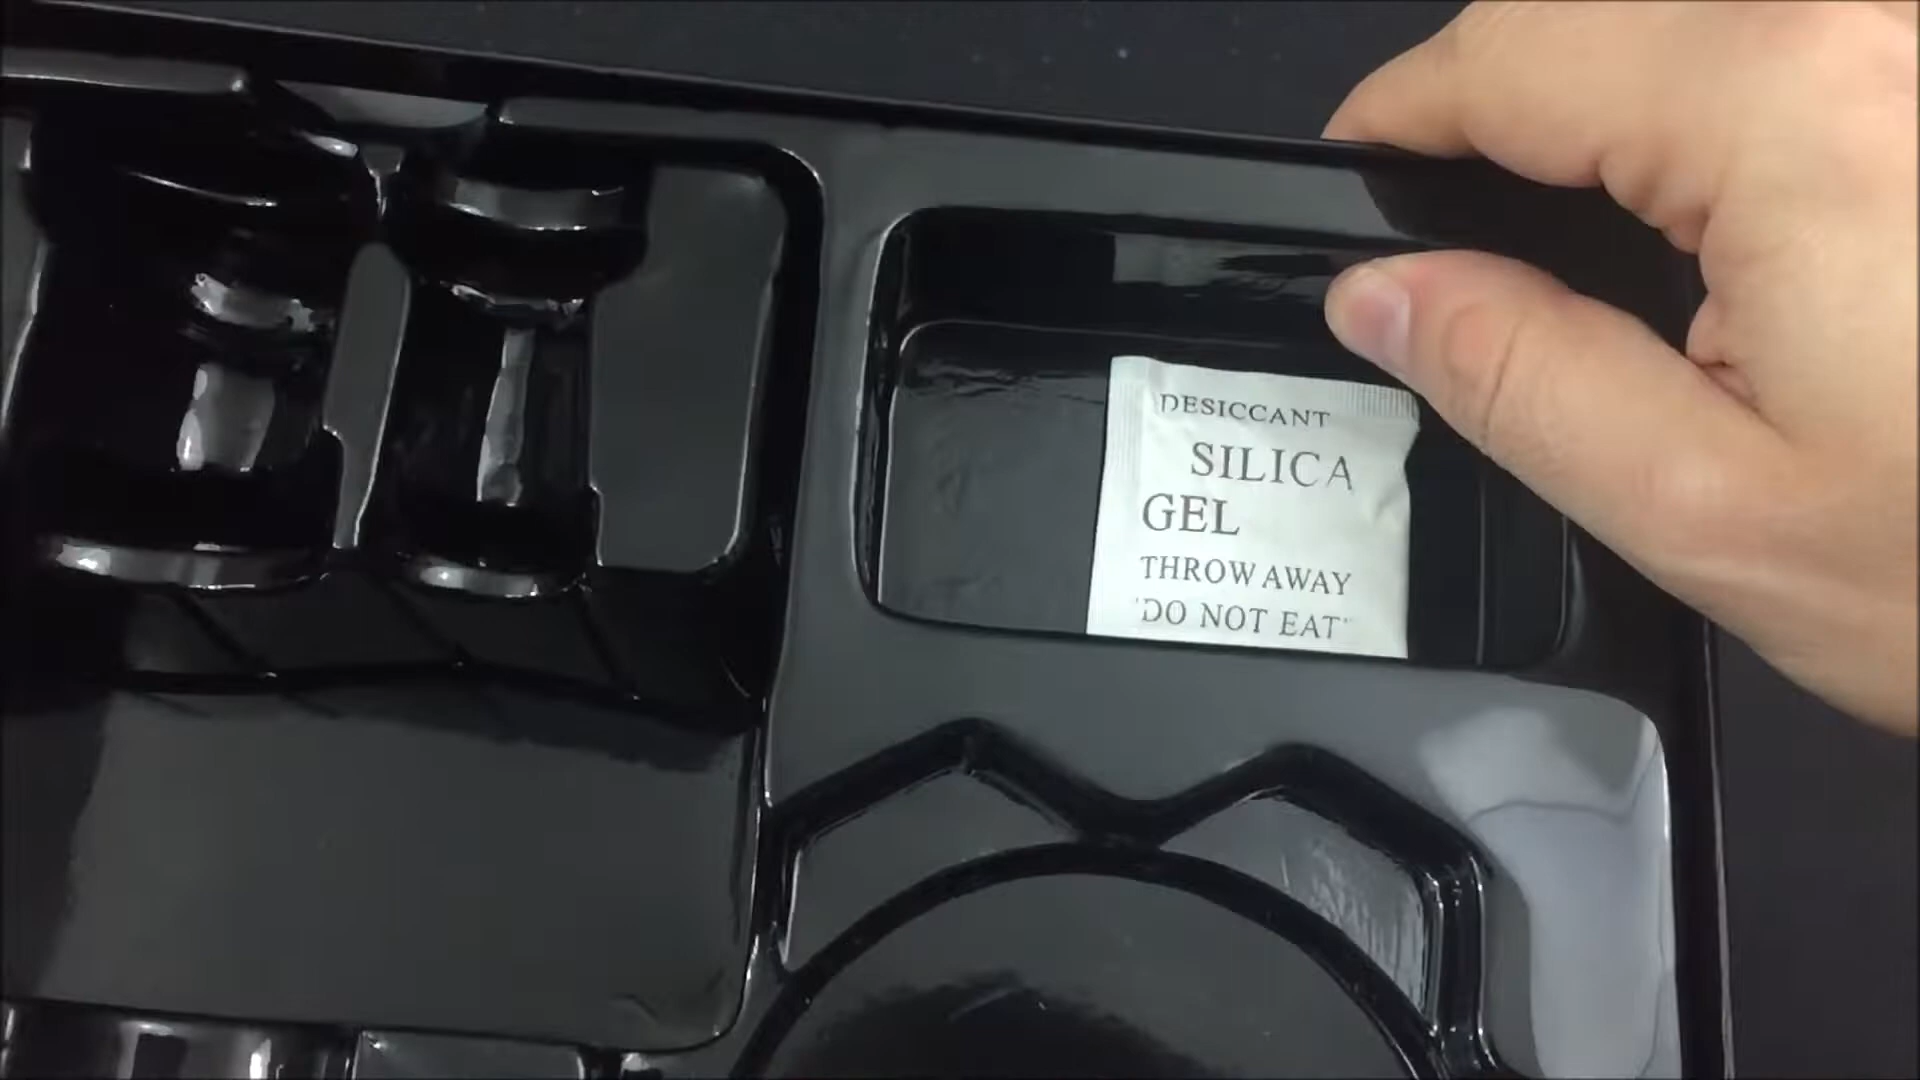 DESICCANT
SILICA
GEL
THROW AWAY
"DO NOT EAT"